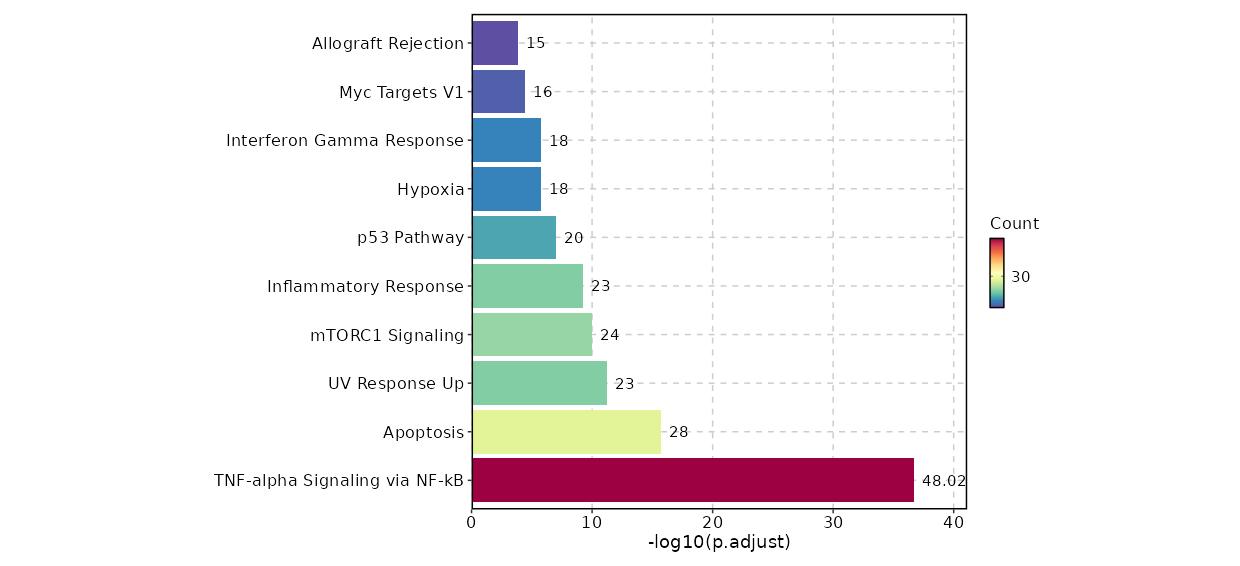 Allograft Rejection 15
Myc Targets V1 16
Interferon Gamma Response 18
Hypoxia 18
p53 Pathway 20
Inflammatory Response 23
mTORC1 Signaling 24
UV Response Up 23
Apoptosis 28
TNF-alpha Signaling via NF-kB 48.02
0 10 20 30 40
-log10(p.adjust)
Count
30